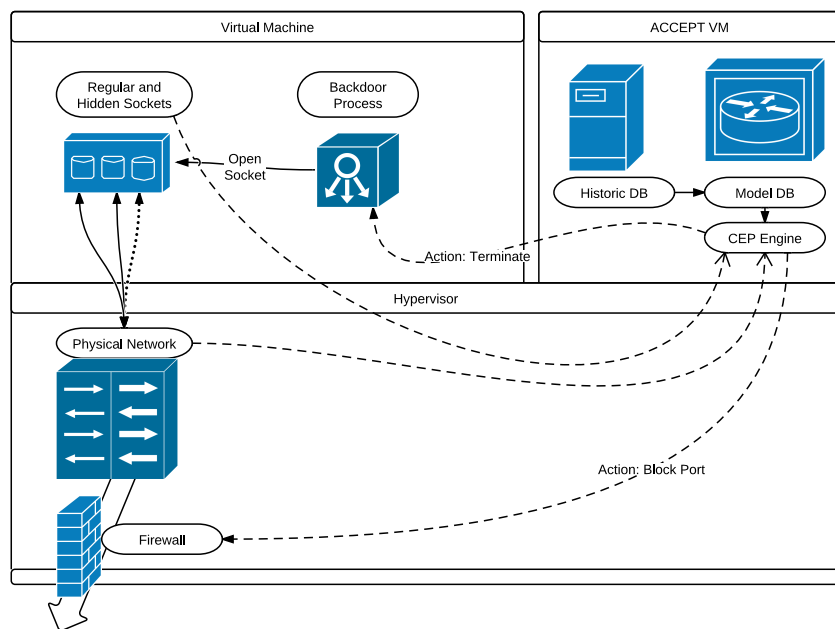 Virtual Machine
ACCEPT VM
Regular and
Hidden Sockets
Backdoor
Process
Open
Socket
Historic DB
Model DB
CEP Engine
Action: Terminate
Hypervisor
Physical Network
Action: Block Port
Firewall